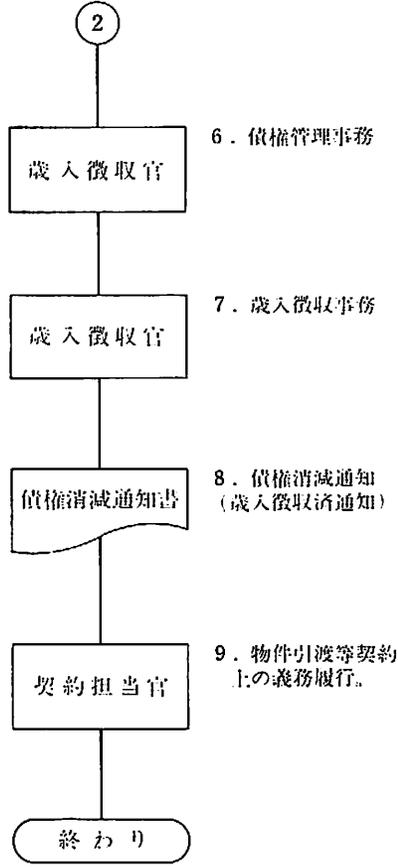 2
6．債権管理事務
歳入徴収官
7．歳入徴収事務
歳入徴収官
8．債権消滅通知
（歳入徴収済通知）
債権消滅通知書
9．物件引渡等契約
上の義務履行。
契約担当官
終わり